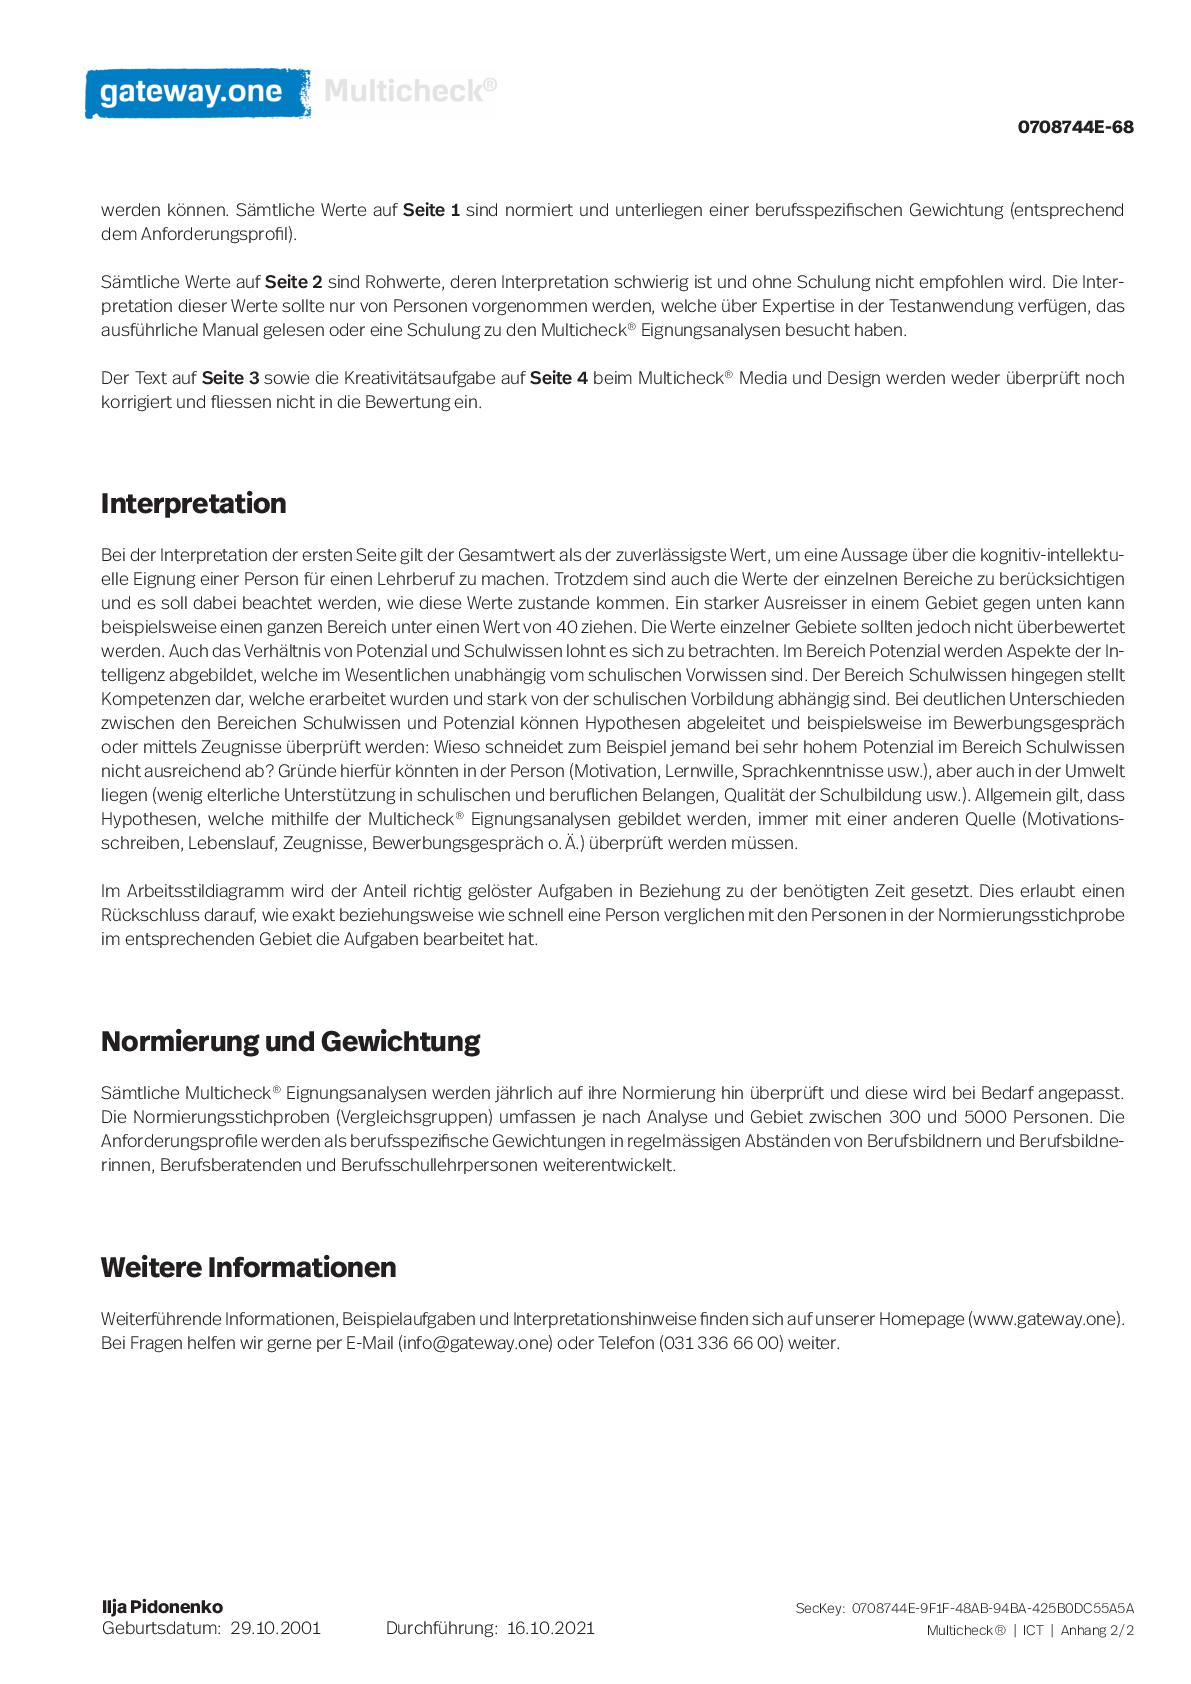 gateway.one Multicheck®
0708744E-68
werden können. Sämtliche Werte auf Seite 1 sind normiert und unterliegen einer berufsspezifischen Gewichtung (entsprechend
dem Anforderungsprofil).
Sämtliche Werte auf Seite 2 sind Rohwerte, deren Interpretation schwierig ist und ohne Schulung nicht empfohlen wird. Die Inter-
pretation dieser Werte sollte nur von Personen vorgenommen werden, welche über Expertise in der Testanwendung verfügen, das
ausführliche Manual gelesen oder eine Schulung zu den Multicheck® Eignungsanalysen besucht haben.
Der Text auf Seite 3 sowie die Kreativitätsaufgabe auf Seite 4 beim Multicheck® Media und Design werden weder überprüft noch
korrigiert und fliessen nicht in die Bewertung ein.
Interpretation
Bei der Interpretation der ersten Seite gilt der Gesamtwert als der zuverlässigste Wert, um eine Aussage über die kognitiv-intellektu-
elle Eignung einer Person für einen Lehrberuf zu machen. Trotzdem sind auch die Werte der einzelnen Bereiche zu berücksichtigen
und es soll dabei beachtet werden, wie diese Werte zustande kommen. Ein starker Ausreisser in einem Gebiet gegen unten kann
beispielsweise einen ganzen Bereich unter einen Wert von 40 ziehen. Die Werte einzelner Gebiete sollten jedoch nicht überbewertet
werden. Auch das Verhältnis von Potenzial und Schulwissen lohnt es sich zu betrachten. Im Bereich Potenzial werden Aspekte der In-
telligenz abgebildet, welche im Wesentlichen unabhängig vom schulischen Vorwissen sind. Der Bereich Schulwissen hingegen stellt
Kompetenzen dar, welche erarbeitet wurden und stark von der schulischen Vorbildung abhängig sind. Bei deutlichen Unterschieden
zwischen den Bereichen Schulwissen und Potenzial können Hypothesen abgeleitet und beispielsweise im Bewerbungsgespräch
oder mittels Zeugnisse überprüft werden: Wieso schneidet zum Beispiel jemand bei sehr hohem Potenzial im Bereich Schulwissen
nicht ausreichend ab? Gründe hierfür könnten in der Person (Motivation, Lernwille, Sprachkenntnisse usw.), aber auch in der Umwelt
liegen (wenig elterliche Unterstützung in schulischen und beruflichen Belangen, Qualität der Schulbildung usw.). Allgemein gilt, dass
Hypothesen, welche mithilfe der Multicheck® Eignungsanalysen gebildet werden, immer mit einer anderen Quelle (Motivations-
schreiben, Lebenslauf, Zeugnisse, Bewerbungsgespräch o. Ä.) überprüft werden müssen.
Im Arbeitsstildiagramm wird der Anteil richtig gelöster Aufgaben in Beziehung zu der benötigten Zeit gesetzt. Dies erlaubt einen
Rückschluss darauf, wie exakt beziehungsweise wie schnell eine Person verglichen mit den Personen in der Normierungsstichprobe
im entsprechenden Gebiet die Aufgaben bearbeitet hat.
Normierung und Gewichtung
Sämtliche Multicheck® Eignungsanalysen werden jährlich auf ihre Normierung hin überprüft und diese wird bei Bedarf angepasst.
Die Normierungsstichproben (Vergleichsgruppen) umfassen je nach Analyse und Gebiet zwischen 300 und 5000 Personen. Die
Anforderungsprofile werden als berufsspezifische Gewichtungen in regelmässigen Abständen von Berufsbildnern und Berufsbildne-
rinnen, Berufsberatenden und Berufsschullehrpersonen weiterentwickelt.
Weitere Informationen
Weiterführende Informationen, Beispielaufgaben und Interpretationshinweise finden sich auf unserer Homepage (www.gateway.one).
Bei Fragen helfen wir gerne per E-Mail (info@gateway.one) oder Telefon (031 336 66 00) weiter.
Ilja Pidonenko
Geburtsdatum: 29.10.2001 Durchführung: 16.10.2021
SecKey: 0708744E-9F1F-48AB-94BA-425B0DC55A5A
Multicheck® | ICT | Anhang 2/2